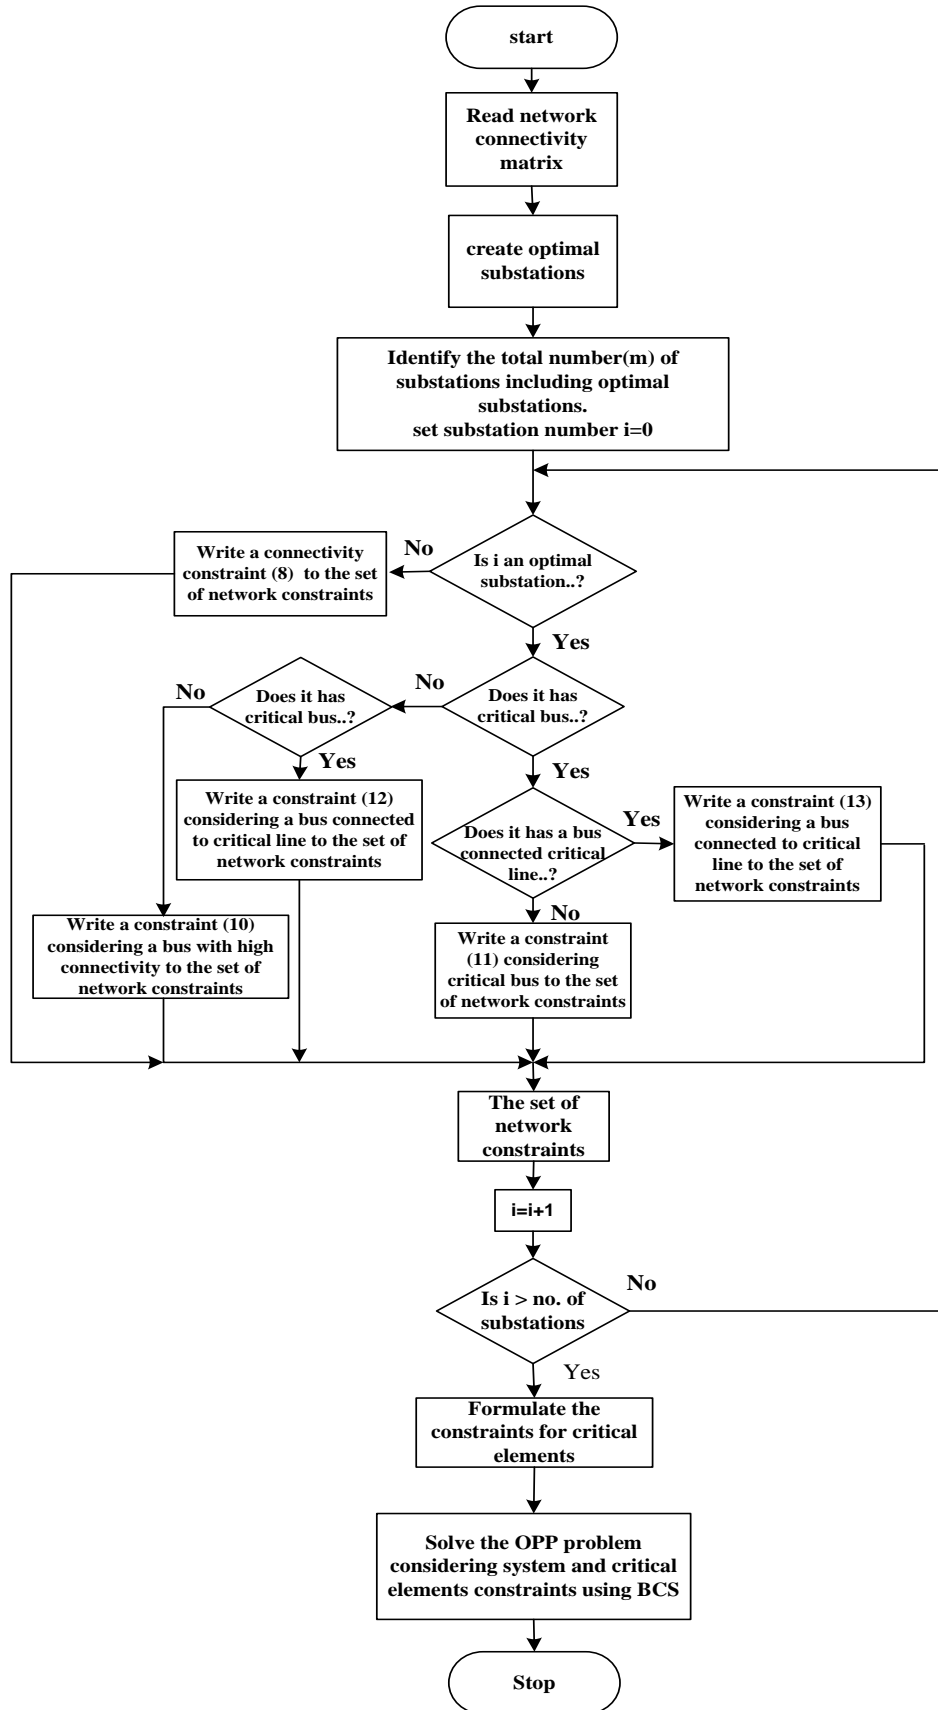 start
Read network
connectivity
matrix
create optimal
substations
Identify the total number(m) of
substations including optimal
substations.
set substation number i=0
Write a connectivity
constraint (8) to the set
of network constraints
No
Is i an optimal
substation..?
Yes
No
Does it has
critical bus..?
No
Does it has
critical bus..?
Yes
Yes
Write a constraint (12)
considering a bus connected
to critical line to the set of
network constraints
Does it has a bus
connected critical
line..?
Yes
Write a constraint (13)
considering a bus
connected to critical
line to the set of
network constraints
No
Write a constraint (10)
considering a bus with high
connectivity to the set of
network constraints
Write a constraint
(11) considering
critical bus to the set
of network constraints
The set of
network
constraints
i=i+1
Is i > no. of
substations
No
Yes
Formulate the
constraints for critical
elements
Solve the OPP problem
considering system and critical
elements constraints using BCS
Stop